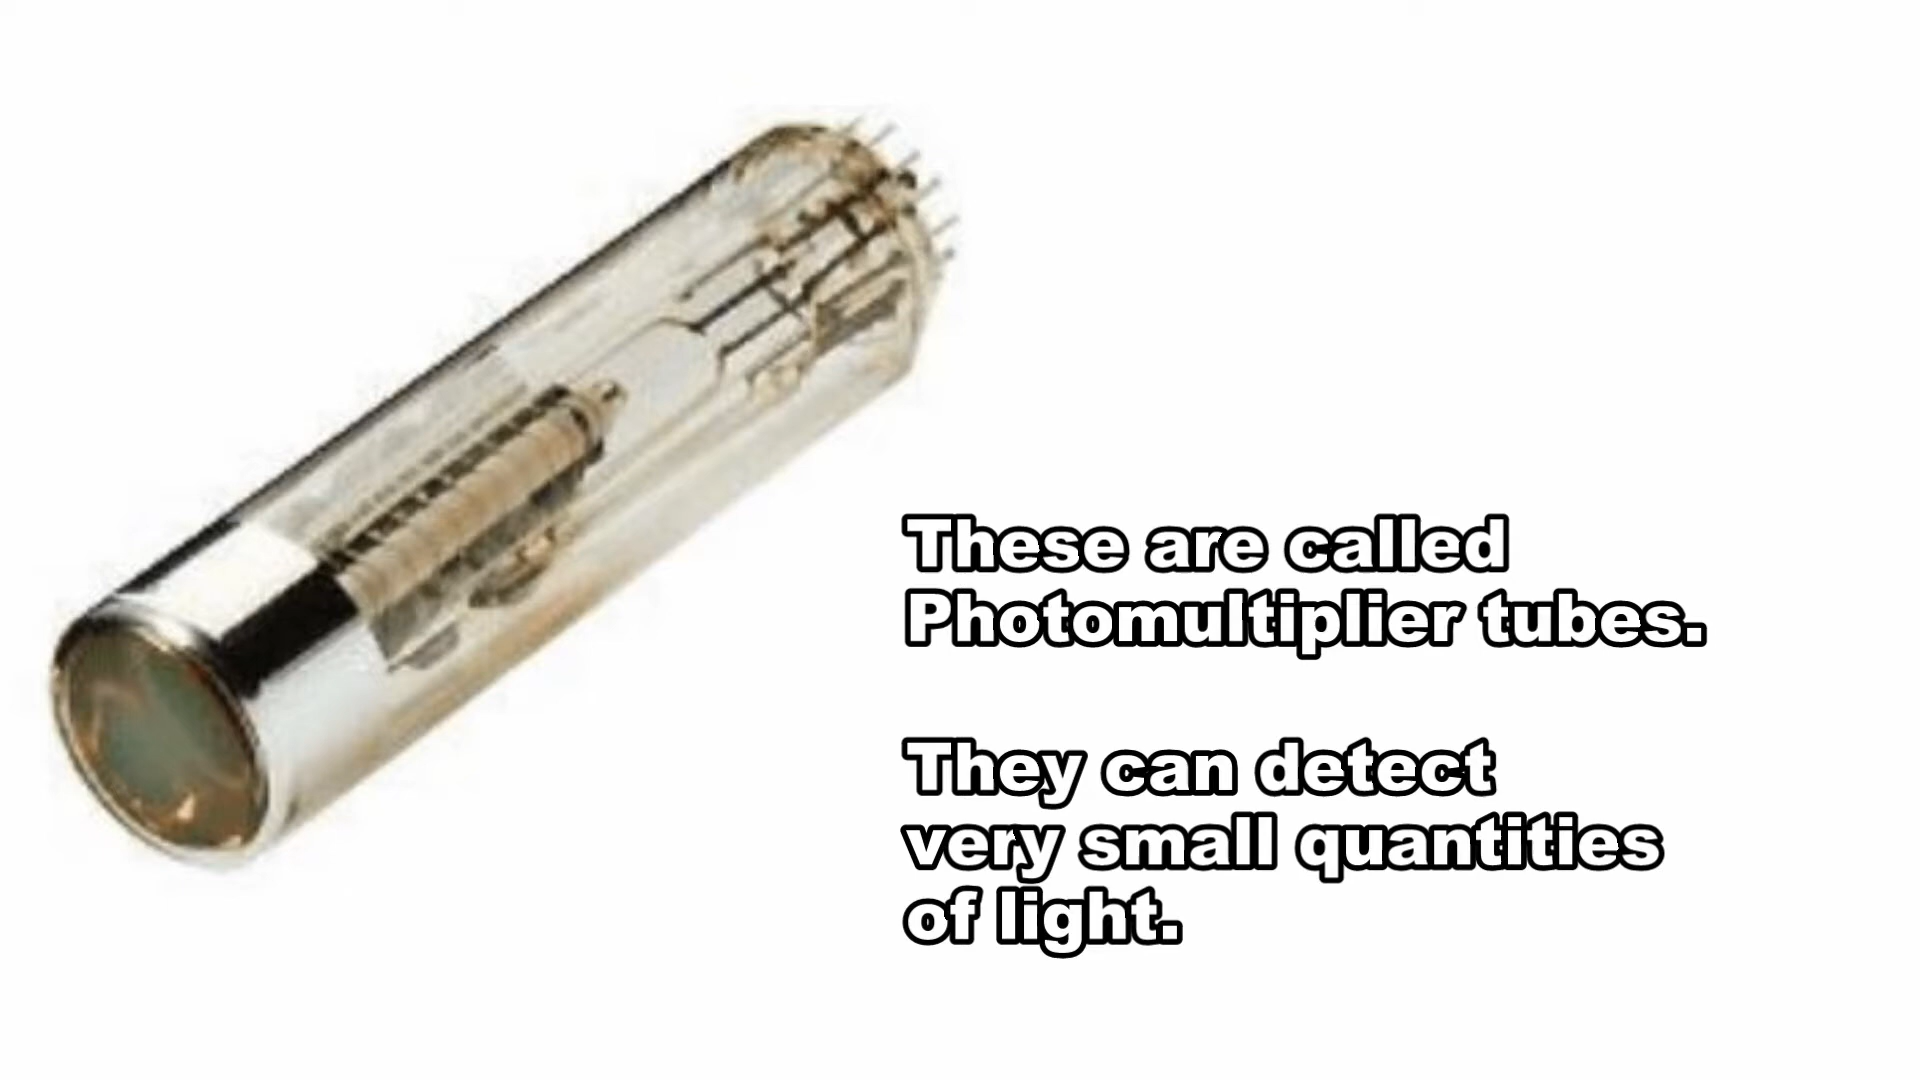 These are called
Photomultiplier tubes.
They can detect
very small quantities
of light.